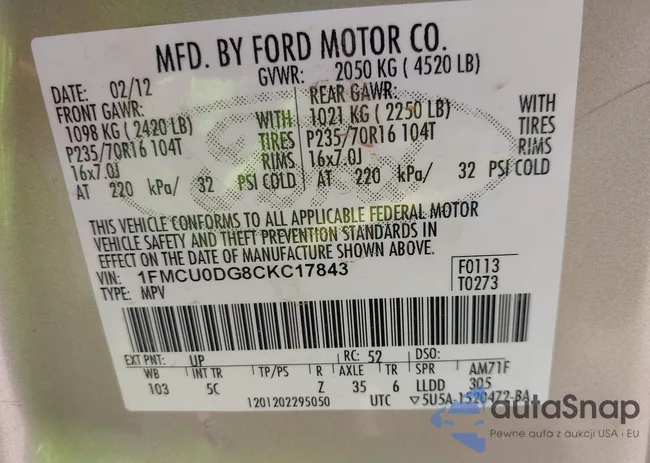 MFD. BY FORD MOTOR CO.
DATE: 02/12 GVWR: 2050 KG ( 4520 LB)
FRONT GAWR: REAR GAWR:
1098 KG ( 2420 LB) WITH 1021 KG ( 2250 LB) WITH
P235/70R16 104T TIRES P235/70R16 104T TIRES
16x7.0J RIMS 16x7.0J RIMS
AT 220 kPa/ 32 PSI COLD AT 220 kPa/ 32 PSI COLD
THIS VEHICLE CONFORMS TO ALL APPLICABLE FEDERAL MOTOR
VEHICLE SAFETY AND THEFT PREVENTION STANDARDS IN
EFFECT ON THE DATE OF MANUFACTURE SHOWN ABOVE.
VIN: 1FMCU0DG8CKC17843 F0113
TYPE: MPV T0273
EXT PNT: UP RC: 52 DSO:
WB INT TR TP/PS R AXLE TR SPR AM71F
103 5C Z 35 6 LLDD 305
1201202295050 UTC ▽5U5A-1520472-BA
autaSnap
Pewne auta z aukcji USA i EU